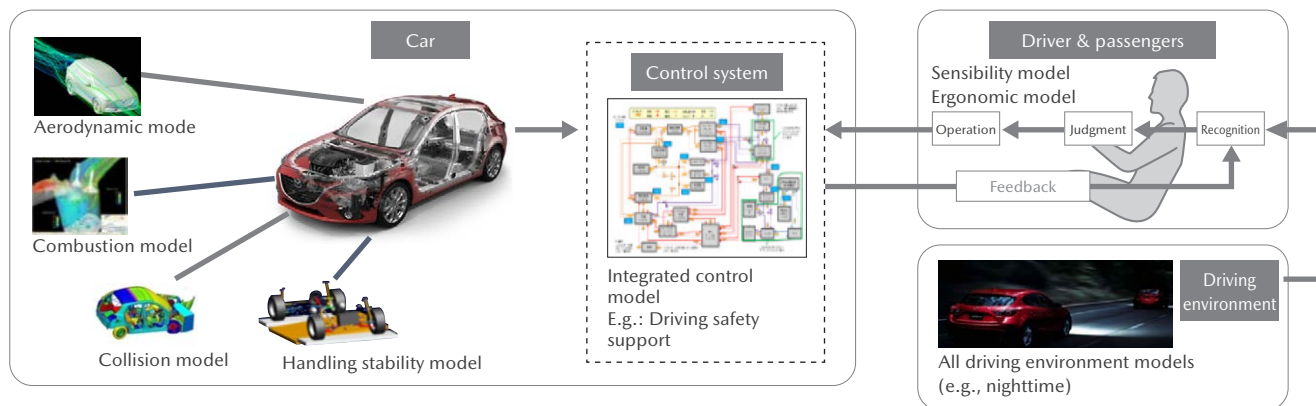 Car
Aerodynamic mode
Combustion model
Collision model
Handling stability model
Control system
Integrated control
model
E.g.: Driving safety
support
Driver & passengers
Sensibility model
Ergonomic model
Operation
Judgment
Recognition
Feedback
Driving
environment
All driving environment models
(e.g., nighttime)